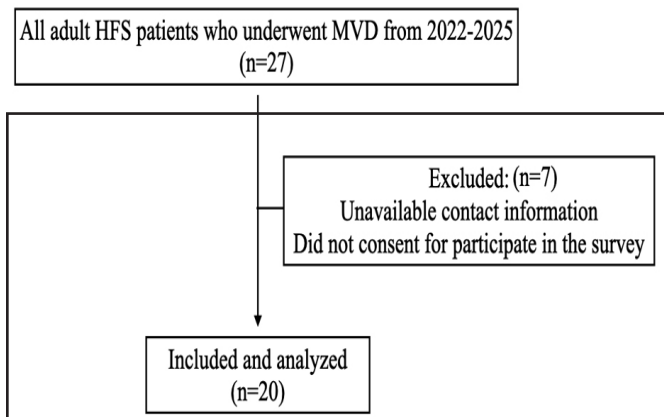 All adult HFS patients who underwent MVD from 2022-2025
(n=27)
Excluded: (n=7)
Unavailable contact information
Did not consent for participate in the survey
Included and analyzed
(n=20)